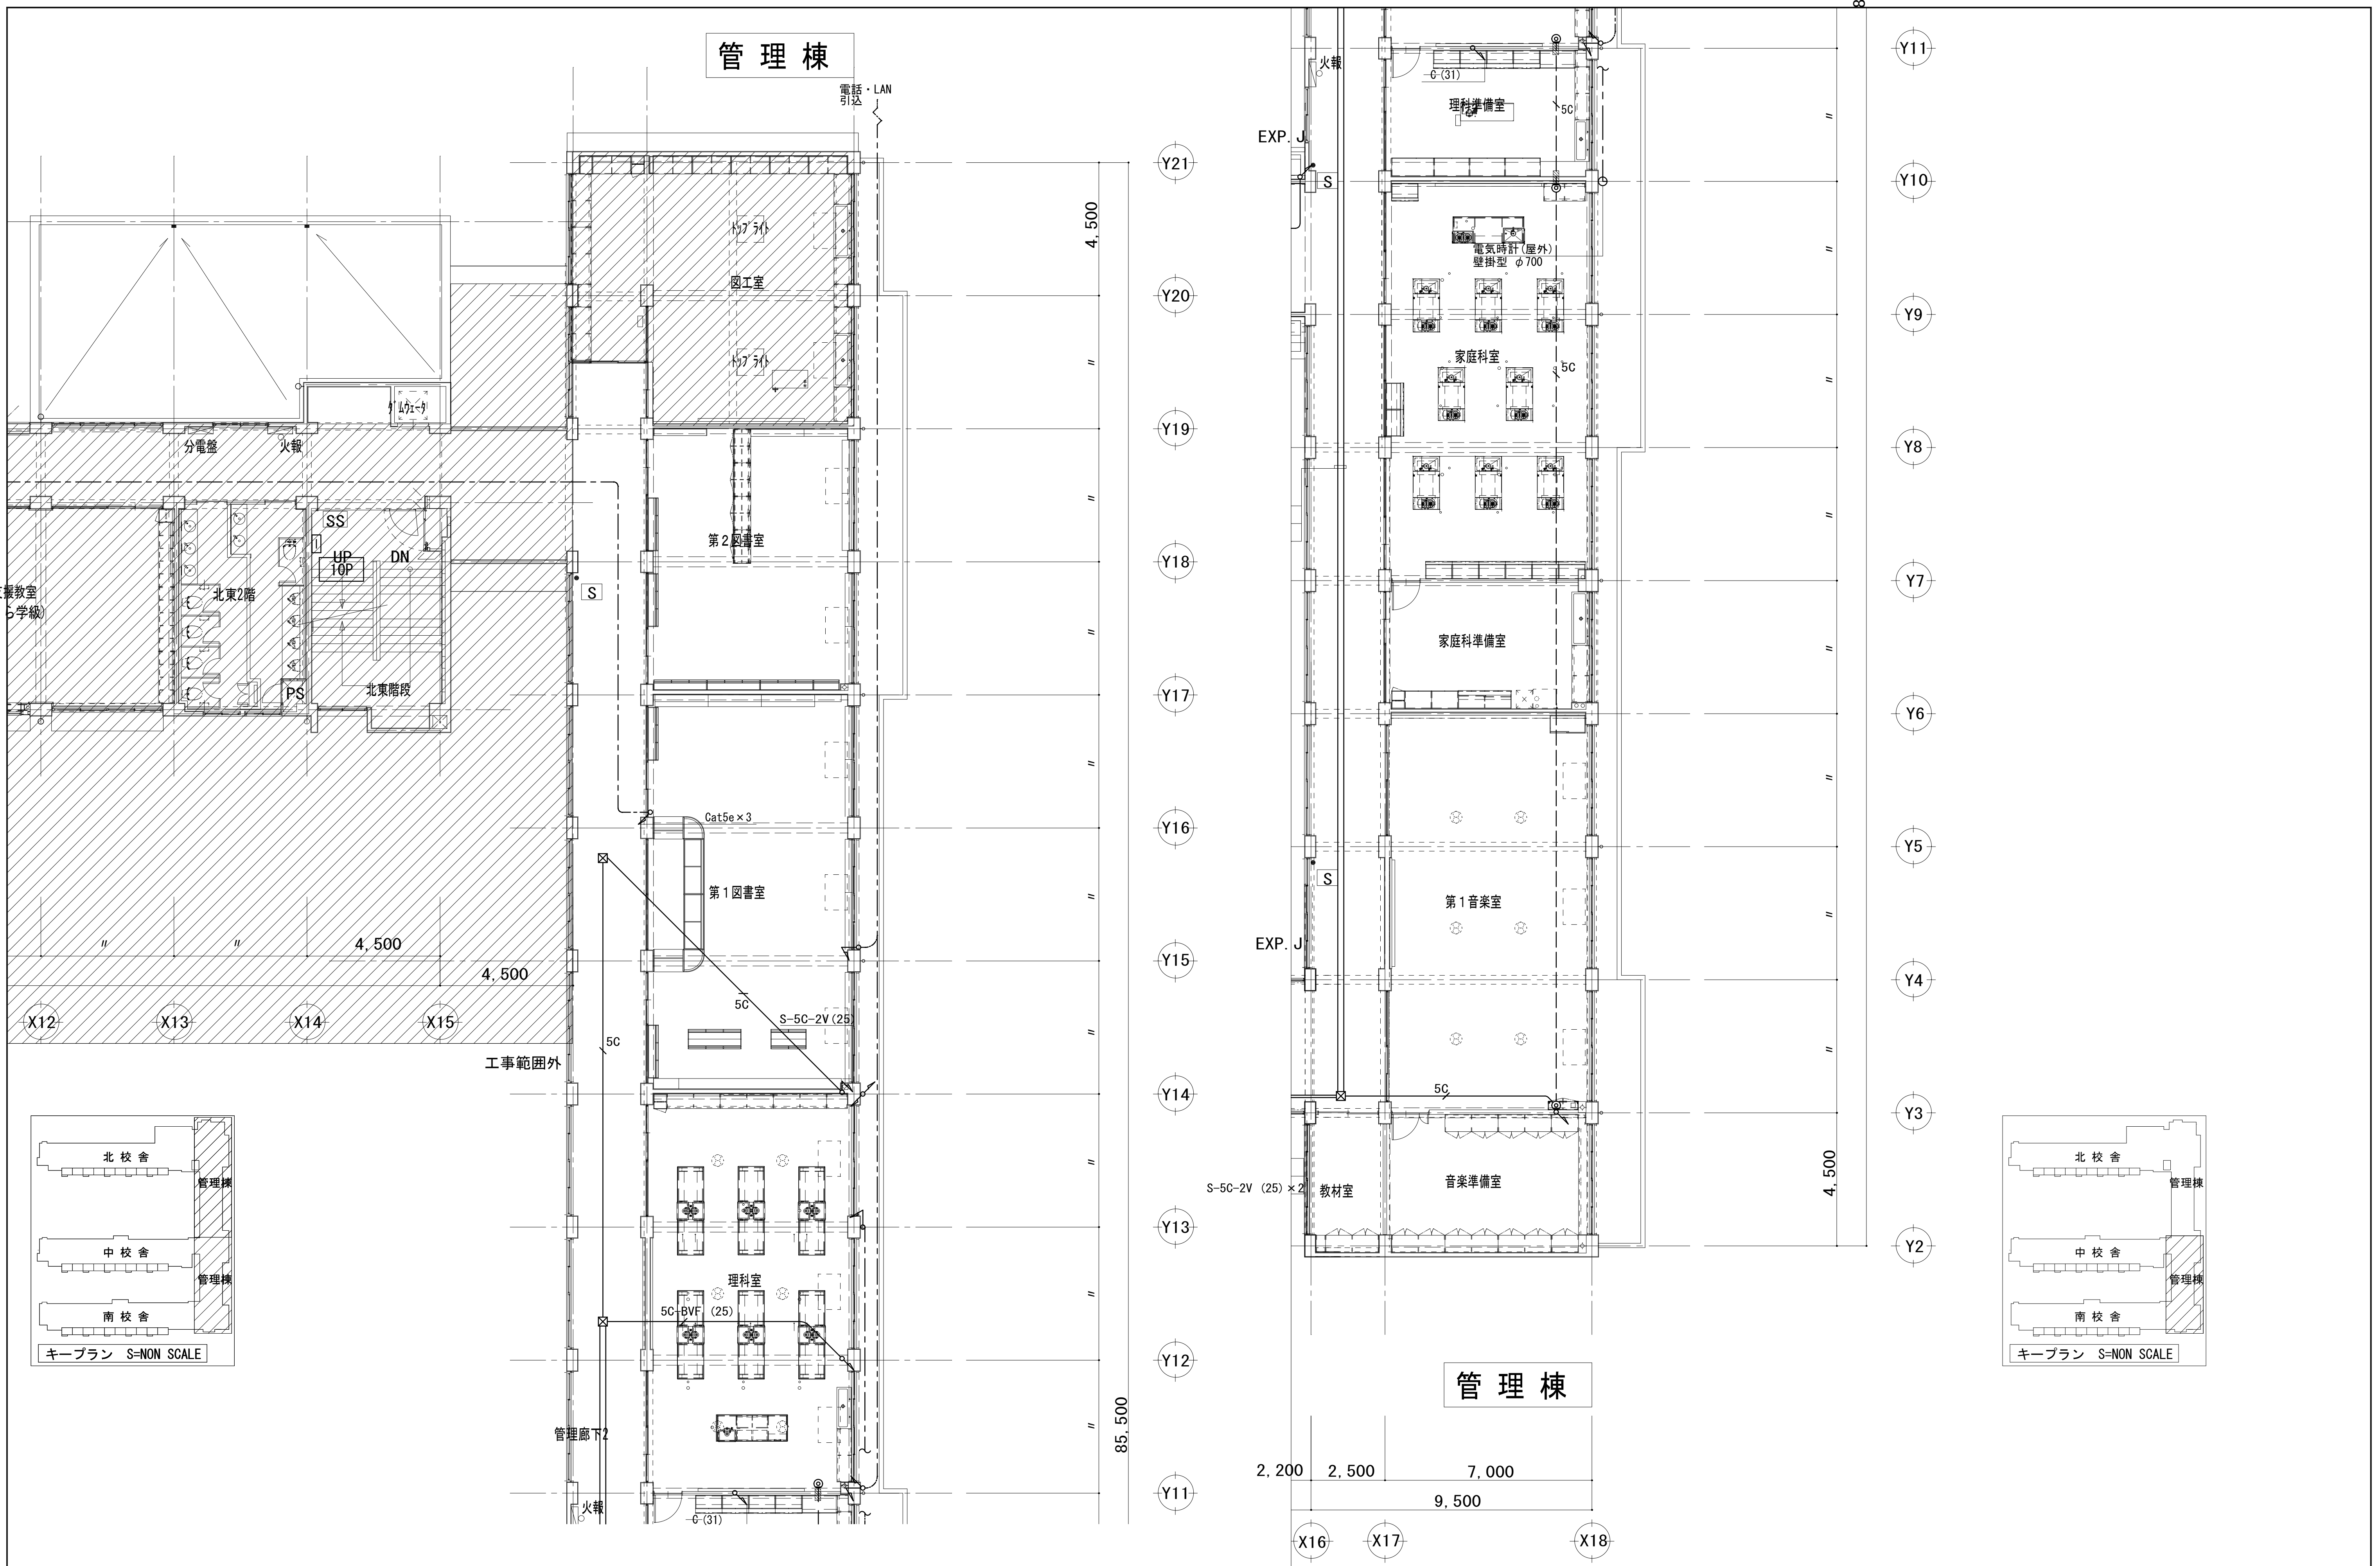 管 理 棟
電話・LAN
引込
Y21
4,500
トップライト
図工室
Y20
〃
トップライト
ダムウェータ
Y19
分電盤
火報
〃
SS
UP
10P
DN
第2図書室
Y18
S
北東2階
援教室
ら学級)
〃
PS
北東階段
Y17
〃
Cat5e×3
Y16
第1図書室
〃
〃
〃
4,500
4,500
Y15
5C
S-5C-2V(25)
X12
X13
X14
X15
5C
〃
工事範囲外
Y14
北 校 舎
管理棟
中 校 舎
管理棟
南 校 舎
キープラン S=NON SCALE
〃
Y13
理科室
5C-BVF (25)
〃
Y12
管理廊下2
〃
85,500
Y11
火報
C(31)
8
Y11
火報
C(31)
理科準備室
5C
〃
EXP.J
S
Y10
電気時計(屋外)
壁掛型 φ700
〃
Y9
家庭科室
5C
〃
Y8
〃
Y7
家庭科準備室
〃
Y6
〃
Y5
S
第1音楽室
〃
EXP.J
Y4
〃
5C
Y3
4,500
S-5C-2V (25)×2
教材室
音楽準備室
Y2
管 理 棟
2,200
2,500
7,000
9,500
X16
X17
X18
北 校 舎
管理棟
中 校 舎
管理棟
南 校 舎
キープラン S=NON SCALE